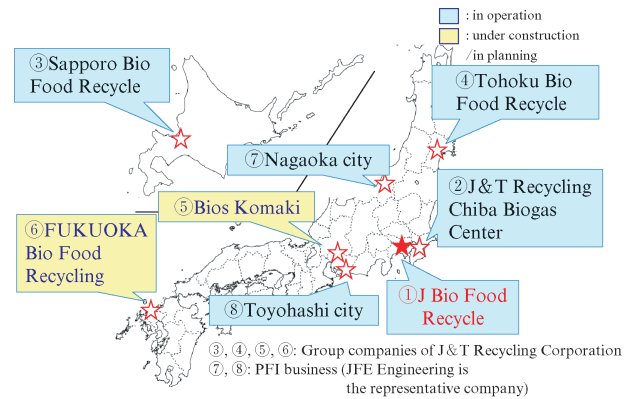 : in operation
: under construction
/in planning
③Sapporo Bio
Food Recycle
④Tohoku Bio
Food Recycle
⑦Nagaoka city
②J&T Recycling
Chiba Biogas
Center
⑤Bios Komaki
⑥FUKUOKA
Bio Food
Recycling
⑧Toyohashi city
①J Bio Food
Recycle
③, ④, ⑤, ⑥: Group companies of J&T Recycling Corporation
⑦, ⑧: PFI business (JFE Engineering is
the representative company)